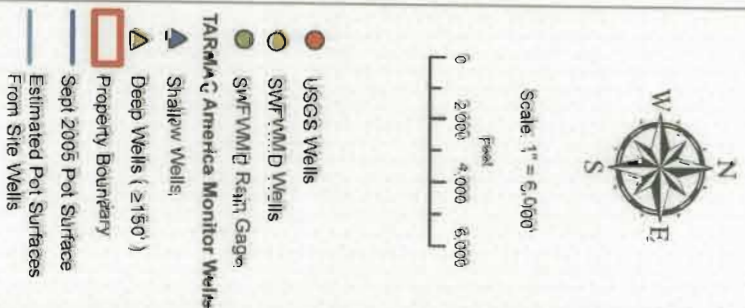 N
W
E
S
Scale: 1" = 6,000'
Feet
0 2,000 4,000 6,000
USGS Wells
SWFWMD Wells
SWFWMD Rain Gage
TARMAC America Monitor Wells
Shallow Wells
Deep Wells ( ≥150' )
Property Boundary
Sept 2005 Pot Surface
Estimated Pot Surfaces
From Site Wells